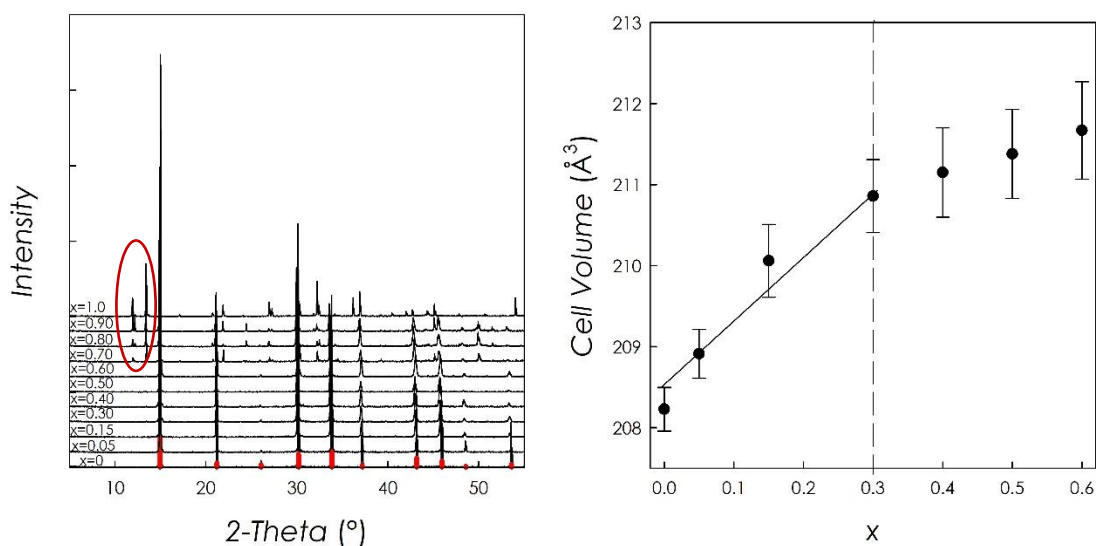 Intensity
x=1.0
x=0.90
x=0.80
x=0.70
x=0.60
x=0.50
x=0.40
x=0.30
x=0.15
x=0.05
x=0
10 20 30 40 50
2-Theta (°)
Cell Volume (Å³)
213
212
211
210
209
208
0.0 0.1 0.2 0.3 0.4 0.5 0.6
X